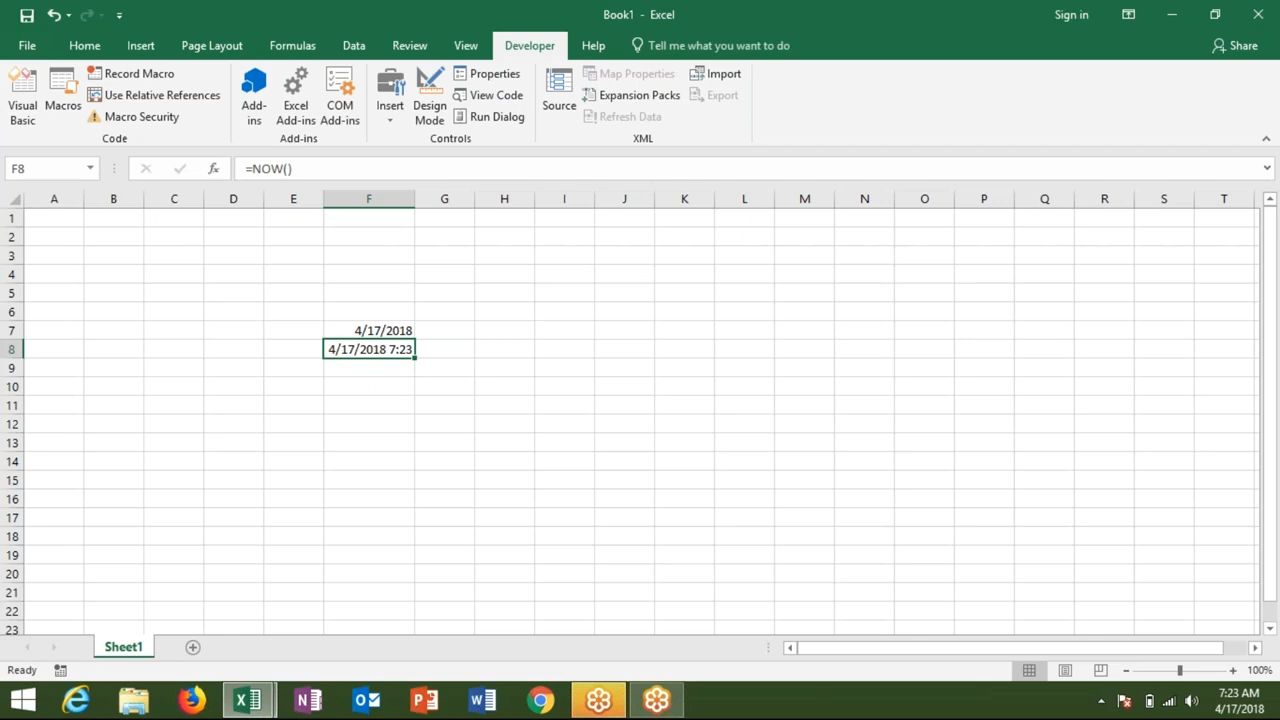 Book1 - Excel
Sign in
File Home Insert Page Layout Formulas Data Review View Developer Help Tell me what you want to do Share
Visual Basic
Macros
Record Macro
Use Relative References
Macro Security
Code
Add-ins
Excel Add-ins
COM Add-ins
Add-ins
Insert
Design Mode
Properties
View Code
Run Dialog
Controls
Source
Map Properties
Expansion Packs
Refresh Data
Import
Export
XML
F8 fx =NOW()
A B C D E F G H I J K L M N O P Q R S T
1
2
3
4
5
6
7 4/17/2018
8 4/17/2018 7:23
9
10
11
12
13
14
15
16
17
18
19
20
21
22
23
Sheet1
Ready 100%
7:23 AM
4/17/2018